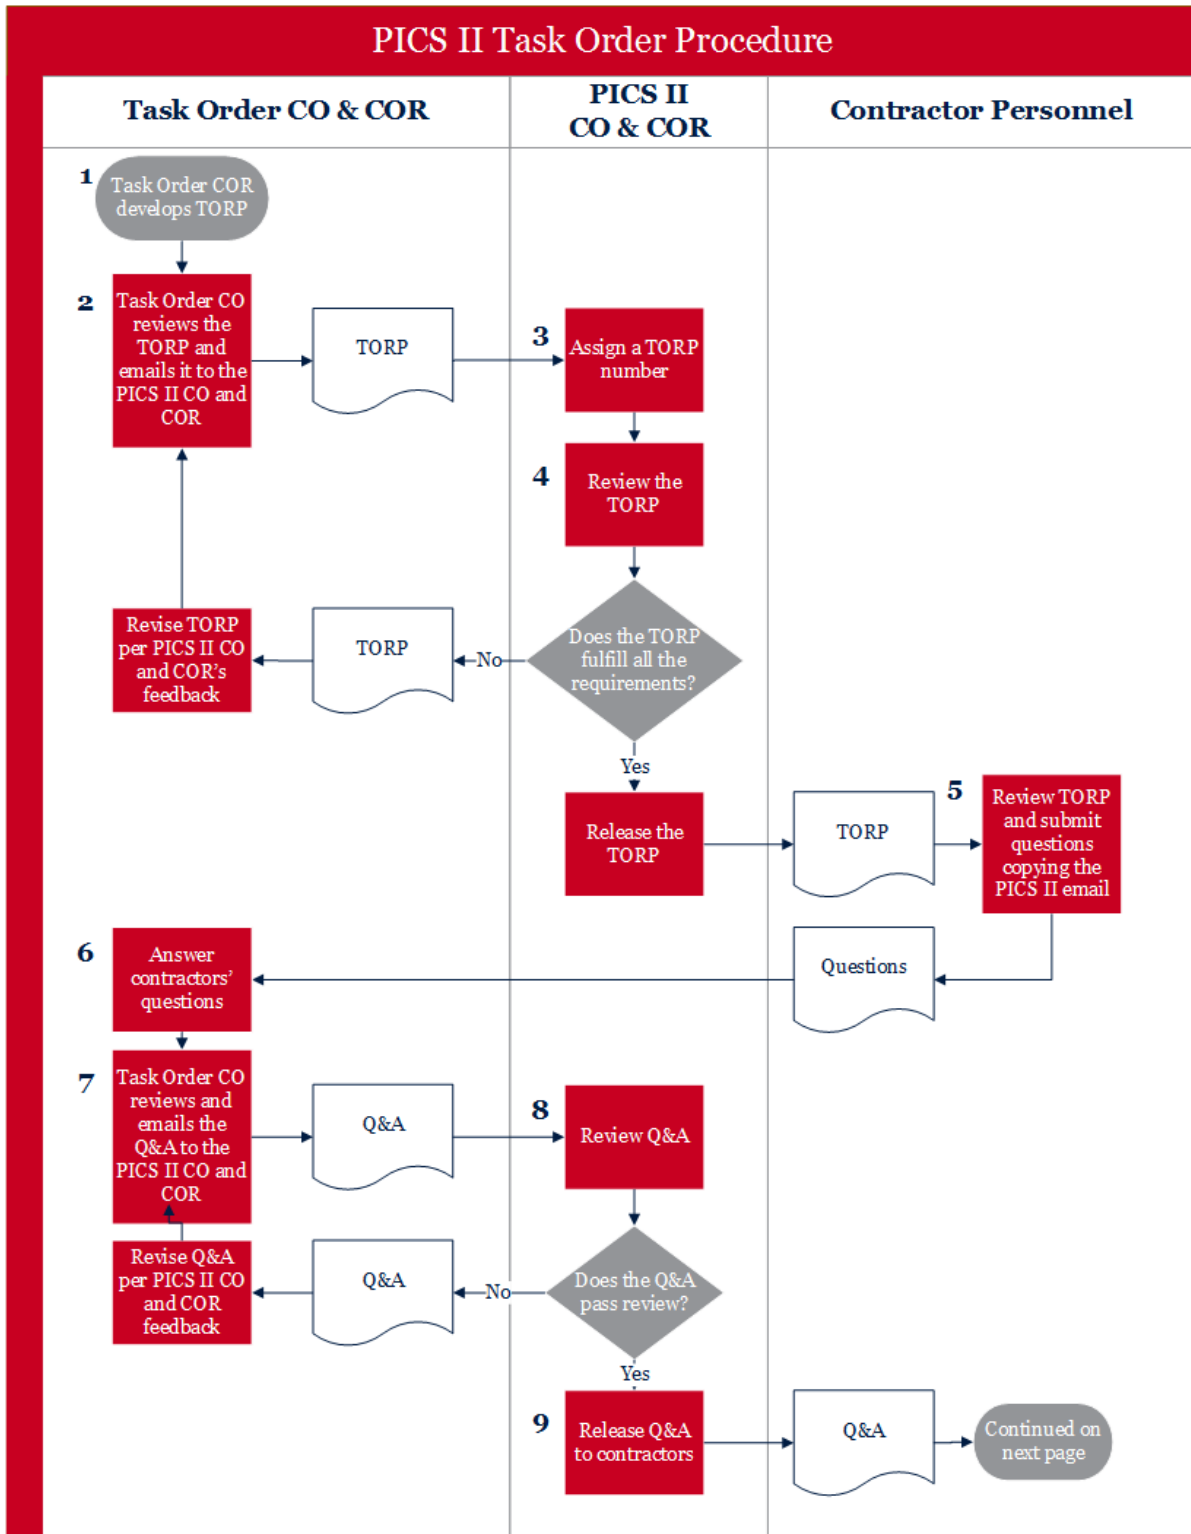 PICS II Task Order Procedure
Task Order CO & COR
PICS II
CO & COR
Contractor Personnel
1
Task Order COR
develops TORP
2
Task Order CO
reviews the
TORP and
emails it to the
PICS II CO and
COR
TORP
3
Assign a TORP
number
4
Review the
TORP
Does the TORP
fulfill all the
requirements?
No
TORP
Revise TORP
per PICS II CO
and COR's
feedback
Yes
Release the
TORP
TORP
5
Review TORP
and submit
questions
copying the
PICS II email
Questions
6
Answer
contractors'
questions
7
Task Order CO
reviews and
emails the
Q&A to the
PICS II CO and
COR
Q&A
8
Review Q&A
Does the Q&A
pass review?
No
Q&A
Revise Q&A
per PICS II CO
and COR
feedback
Yes
9
Release Q&A
to contractors
Q&A
Continued on
next page